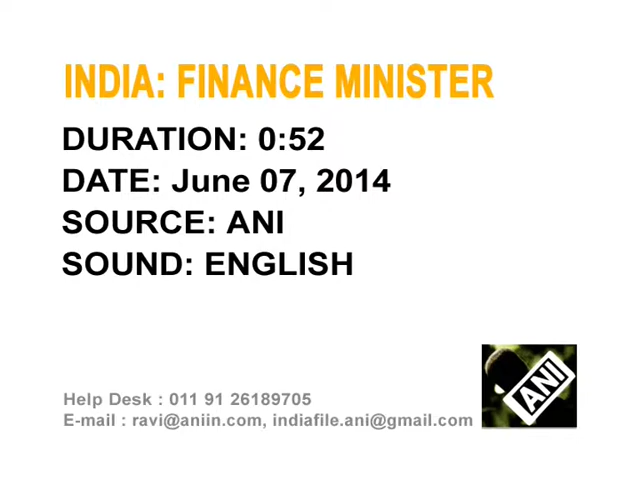 INDIA: FINANCE MINISTER
DURATION: 0:52
DATE: June 07, 2014
SOURCE: ANI
SOUND: ENGLISH
Help Desk : 011 91 26189705
E-mail : ravi@aniin.com, indiafile.ani@gmail.com
ANI